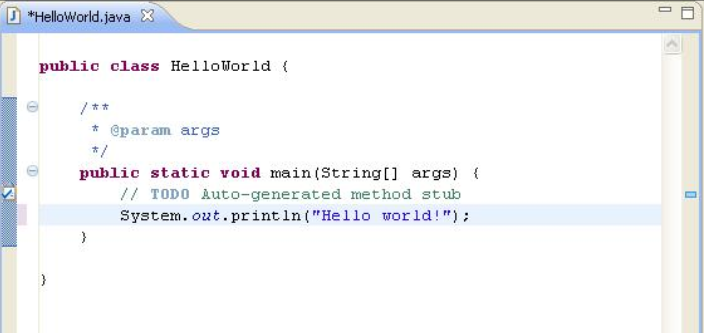 *HelloWorld.java
public class HelloWorld {
/**
* @param args
*/
public static void main(String[] args) {
// TODO Auto-generated method stub
System.out.println("Hello world!");
}
}